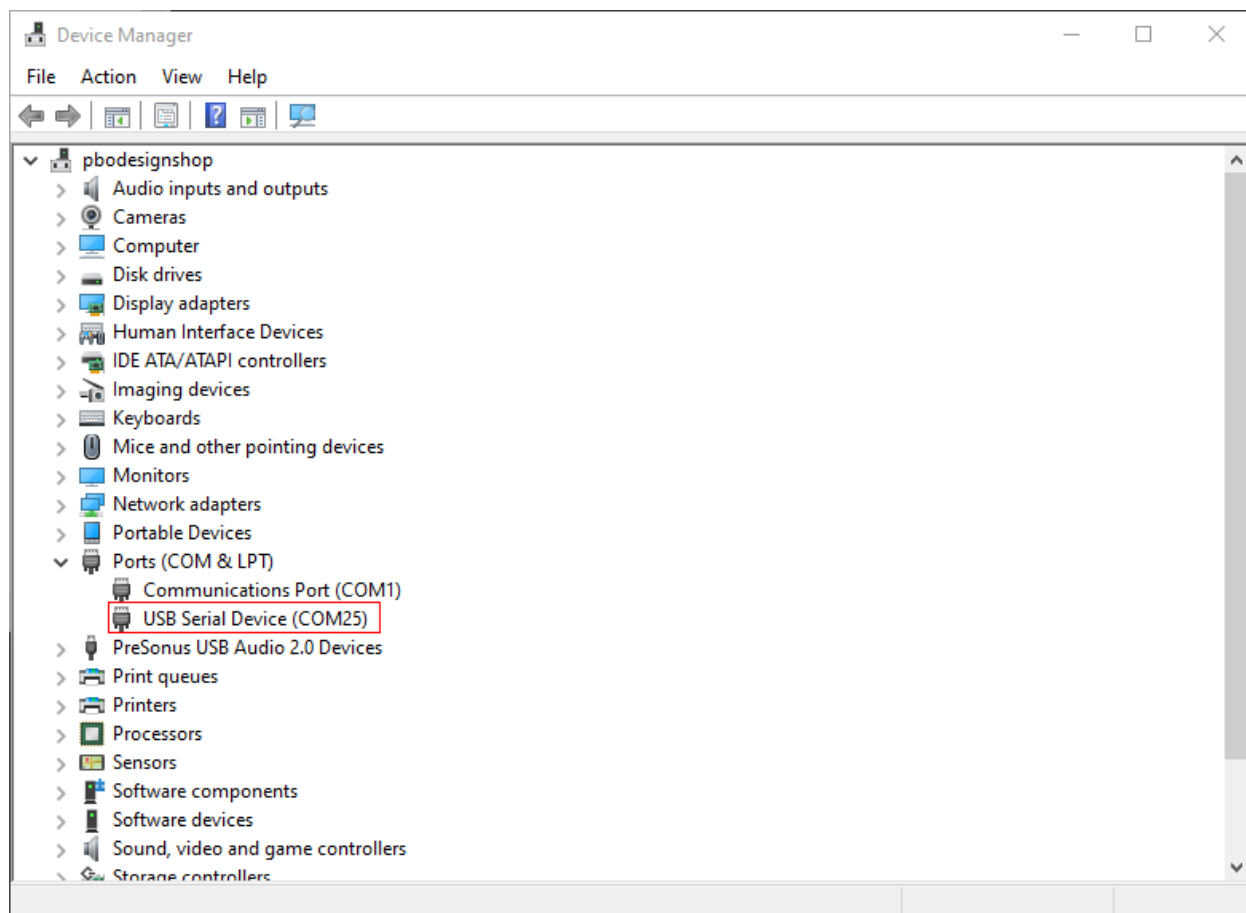 Device Manager
File Action View Help
pbodesignshop
Audio inputs and outputs
Cameras
Computer
Disk drives
Display adapters
Human Interface Devices
IDE ATA/ATAPI controllers
Imaging devices
Keyboards
Mice and other pointing devices
Monitors
Network adapters
Portable Devices
Ports (COM & LPT)
Communications Port (COM1)
USB Serial Device (COM25)
PreSonus USB Audio 2.0 Devices
Print queues
Printers
Processors
Sensors
Software components
Software devices
Sound, video and game controllers
Storage controllers